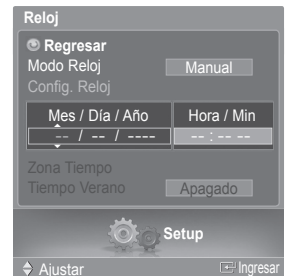 Reloj
Regresar
Modo Reloj Manual
Config. Reloj
Mes / Día / Año Hora / Min
-- / -- / ---- -- : -- --
Zona Tiempo
Tiempo Verano Apagado
Setup
Ajustar Ingresar